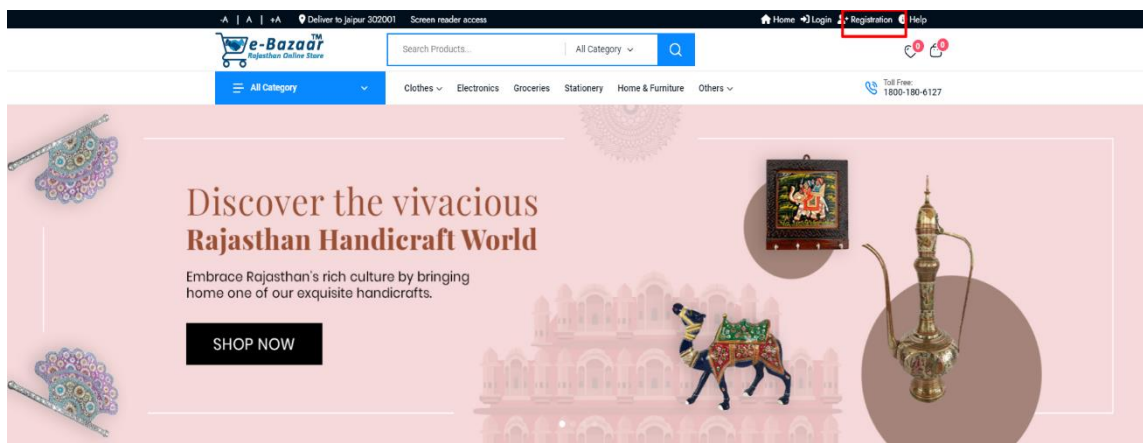 -A | A | +A Deliver to Jaipur 302001 Screen reader access Home Login Registration Help
e-Bazaar TM
Rajasthan Online Store
Search Products... All Category
0 0
All Category Clothes Electronics Groceries Stationery Home & Furniture Others
Toll Free:
1800-180-6127
Discover the vivacious
Rajasthan Handicraft World
Embrace Rajasthan's rich culture by bringing
home one of our exquisite handicrafts.
SHOP NOW